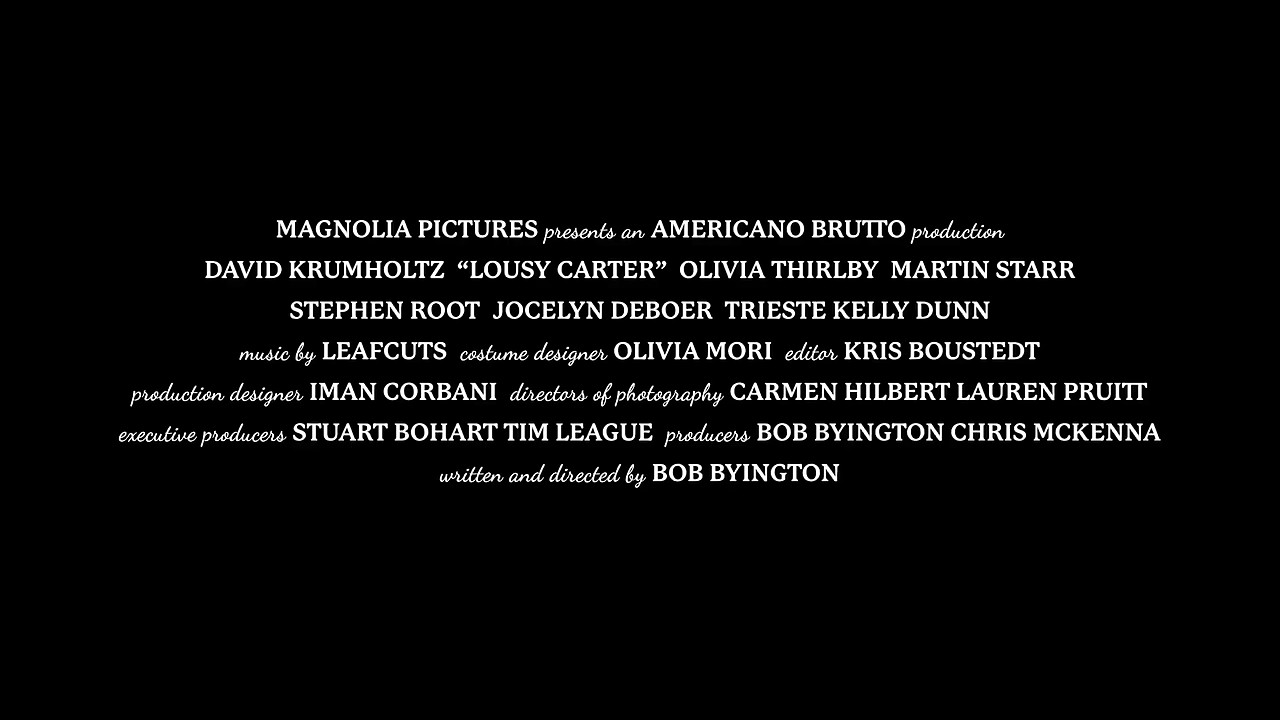 MAGNOLIA PICTURES presents an AMERICANO BRUTTO production
DAVID KRUMHOLTZ “LOUSY CARTER” OLIVIA THIRLBY MARTIN STARR
STEPHEN ROOT JOCELYN DEBOER TRIESTE KELLY DUNN
music by LEAFCUTS costume designer OLIVIA MORI editor KRIS BOUSTEDT
production designer IMAN CORBANI directors of photography CARMEN HILBERT LAUREN PRUITT
executive producers STUART BOHART TIM LEAGUE producers BOB BYINGTON CHRIS MCKENNA
written and directed by BOB BYINGTON